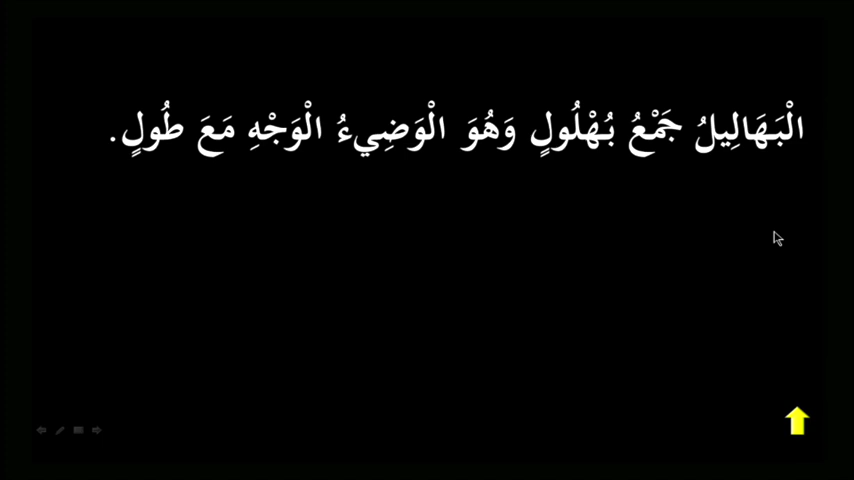 الْبَهَالِيلُ جَمْعُ بُهْلُولٍ وَهُوَ الْوَضِيءُ الْوَجْهِ مَعَ طُولٍ.